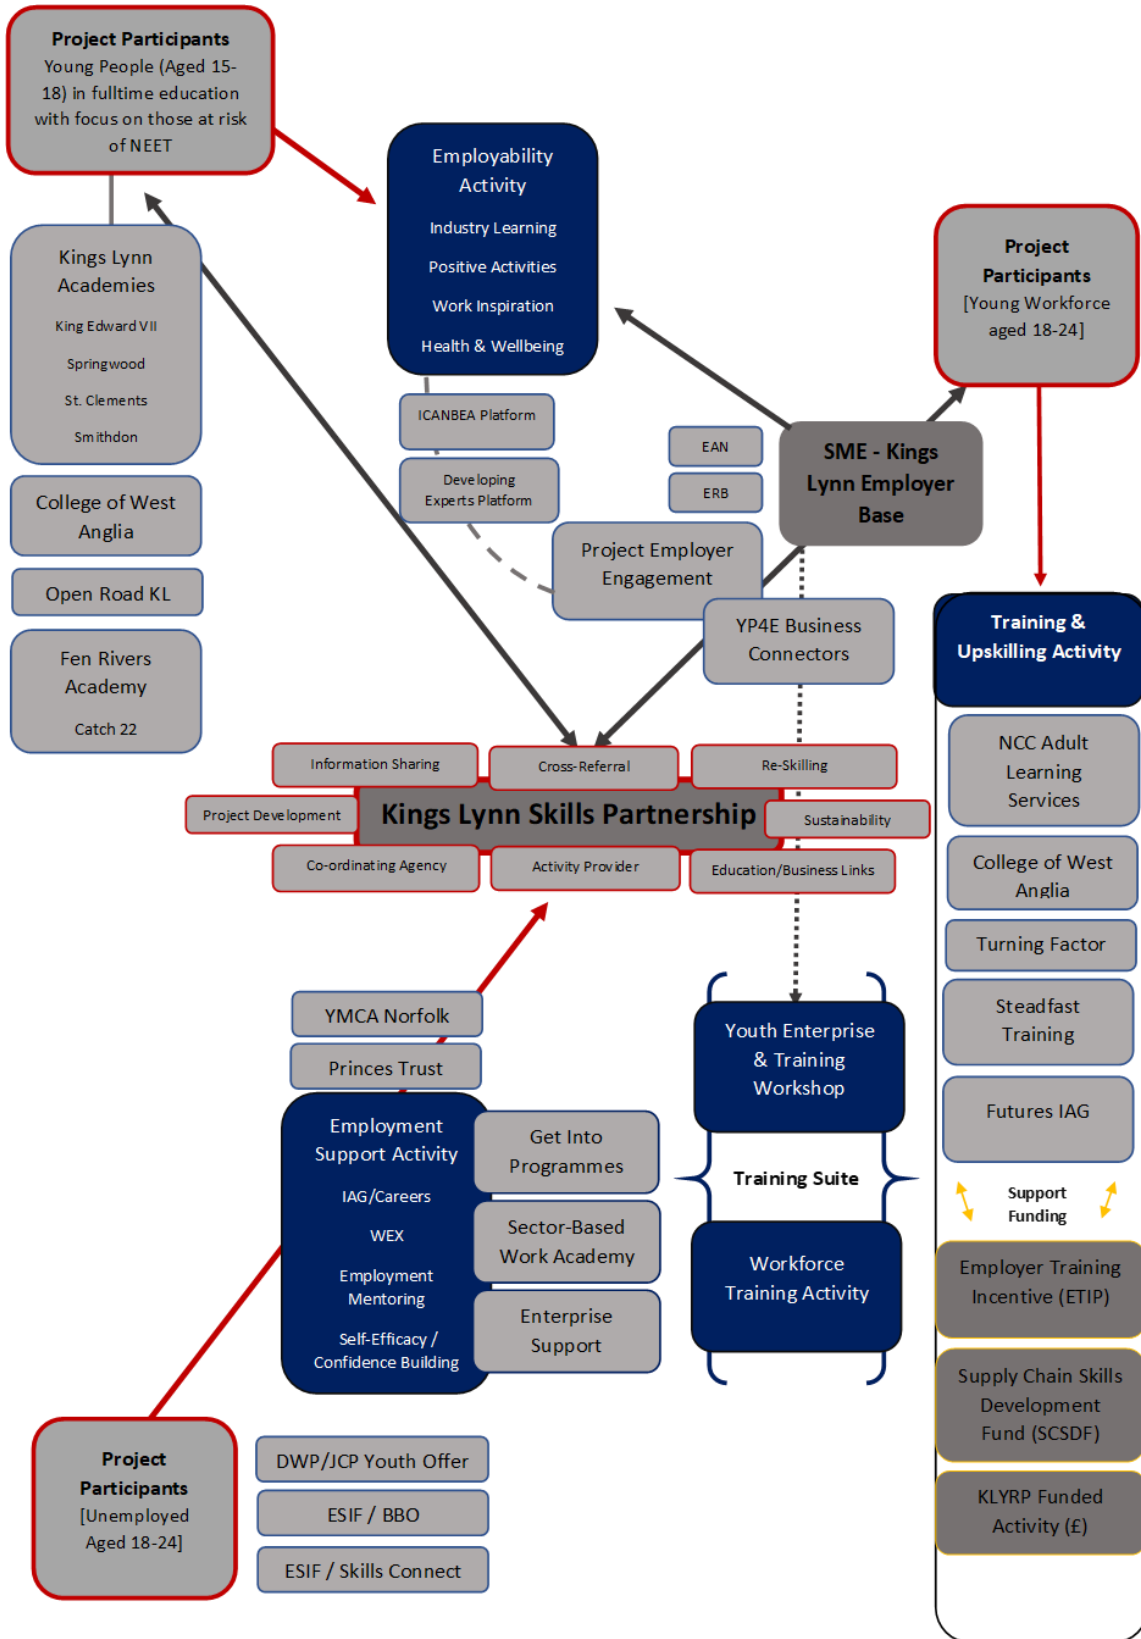 Project Participants
Young People (Aged 15-
18) in fulltime education
with focus on those at risk
of NEET
Employability
Activity
Industry Learning
Positive Activities
Work Inspiration
Health & Wellbeing
Project
Participants
[Young Workforce
aged 18-24]
Kings Lynn
Academies
King Edward VII
Springwood
St. Clements
Smithdon
College of West
Anglia
Open Road KL
Fen Rivers
Academy
Catch 22
ICANBEA Platform
Developing
Experts Platform
EAN
ERB
SME - Kings
Lynn Employer
Base
Project Employer
Engagement
YP4E Business
Connectors
Training &
Upskilling Activity
NCC Adult
Learning
Services
College of West
Anglia
Turning Factor
Steadfast
Training
Futures IAG
Support
Funding
Employer Training
Incentive (ETIP)
Supply Chain Skills
Development
Fund (SCSDF)
KLYRP Funded
Activity (£)
Information Sharing
Cross-Referral
Re-Skilling
Project Development
Kings Lynn Skills Partnership
Sustainability
Co-ordinating Agency
Activity Provider
Education/Business Links
YMCA Norfolk
Princes Trust
Employment
Support Activity
IAG/Careers
WEX
Employment
Mentoring
Self-Efficacy /
Confidence Building
Get Into
Programmes
Sector-Based
Work Academy
Enterprise
Support
Youth Enterprise
& Training
Workshop
Training Suite
Workforce
Training Activity
Project
Participants
[Unemployed
Aged 18-24]
DWP/JCP Youth Offer
ESIF / BBO
ESIF / Skills Connect